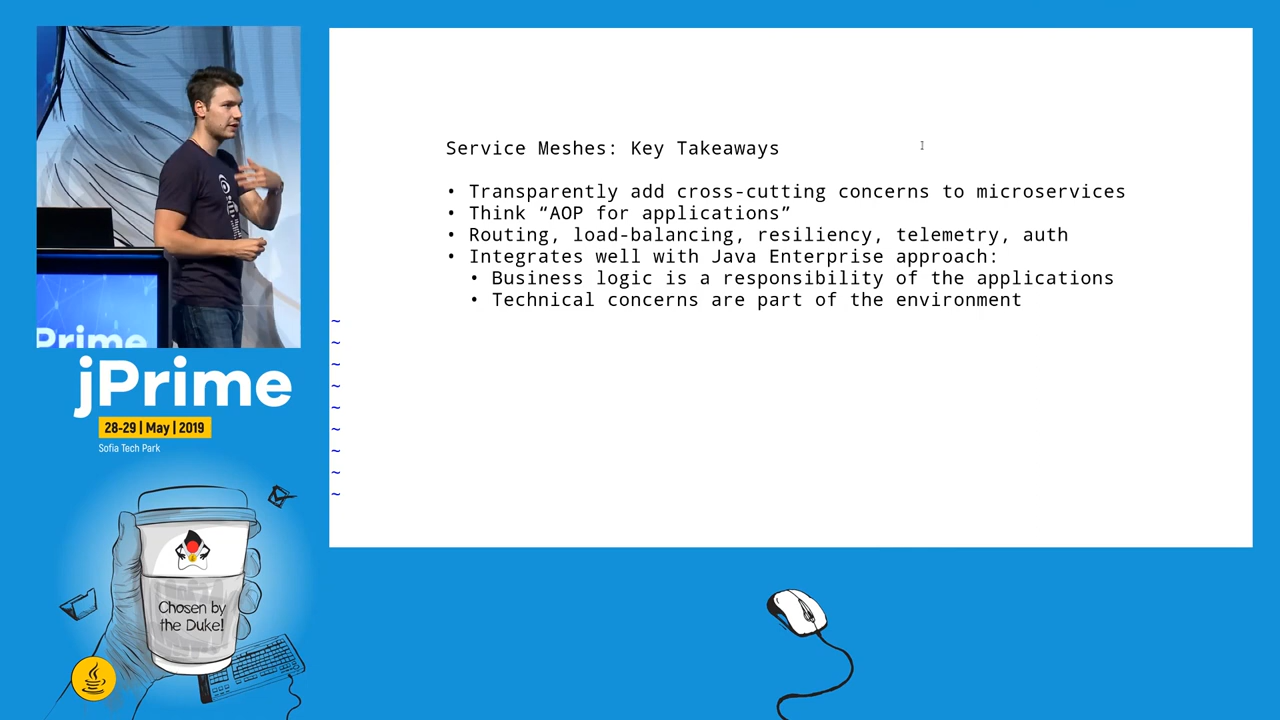 Service Meshes: Key Takeaways
• Transparently add cross-cutting concerns to microservices
• Think “AOP for applications”
• Routing, load-balancing, resiliency, telemetry, auth
• Integrates well with Java Enterprise approach:
• Business logic is a responsibility of the applications
• Technical concerns are part of the environment
~
~
~
~
~
~
~
~
~
Prime
jPrime
28-29 | May | 2019
Sofia Tech Park
Chosen by
the Duke!